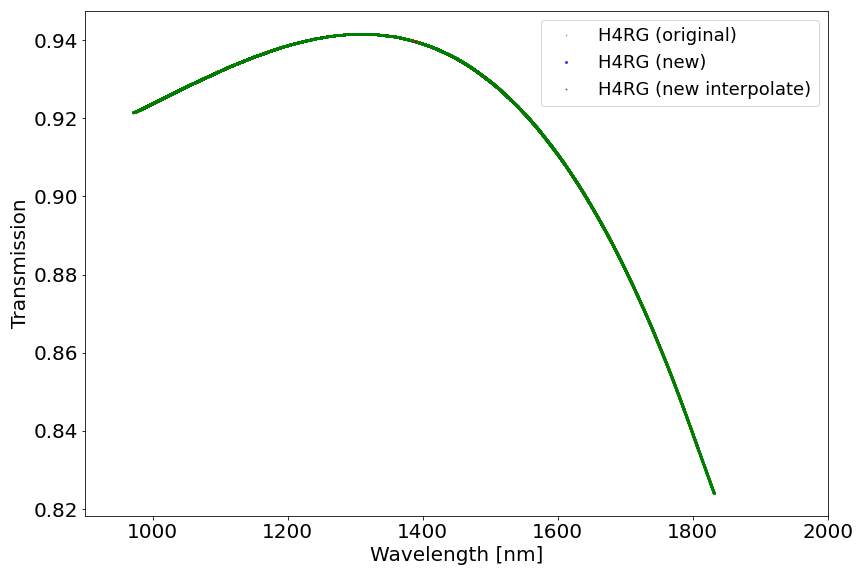 0.94
0.92
0.90
0.88
0.86
0.84
0.82
Transmission
H4RG (original)
H4RG (new)
H4RG (new interpolate)
1000 1200 1400 1600 1800 2000
Wavelength [nm]